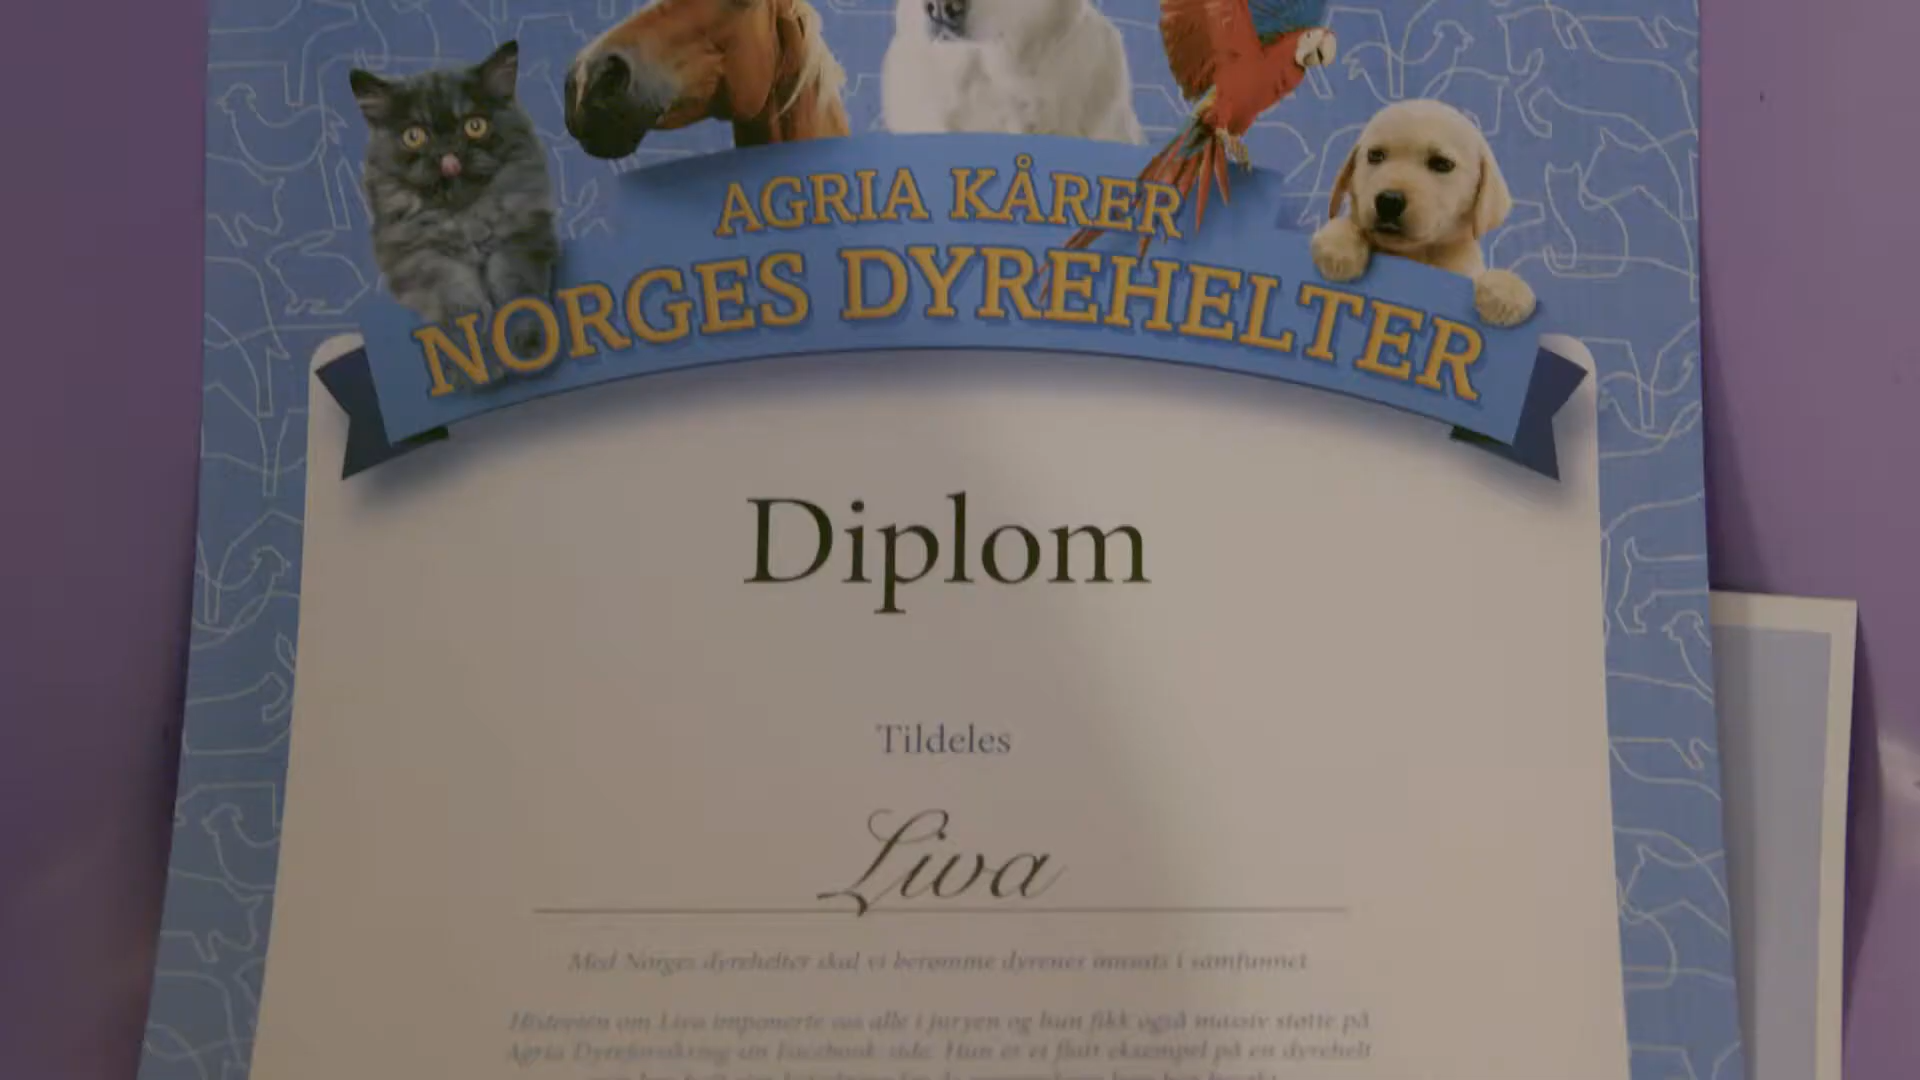 AGRIA KÅRER
NORGES DYREHELTER
Diplom
Tildeles
Liva
Med Norges dyrehelter skal vi berømme dyrenes innsats i samfunnet
Historien om Liva imponerte oss alle i juryen og hun fikk også massiv støtte på
Agria Dyreforsikring sin Facebook side. Hun er et flott eksempel på en dyrehelt